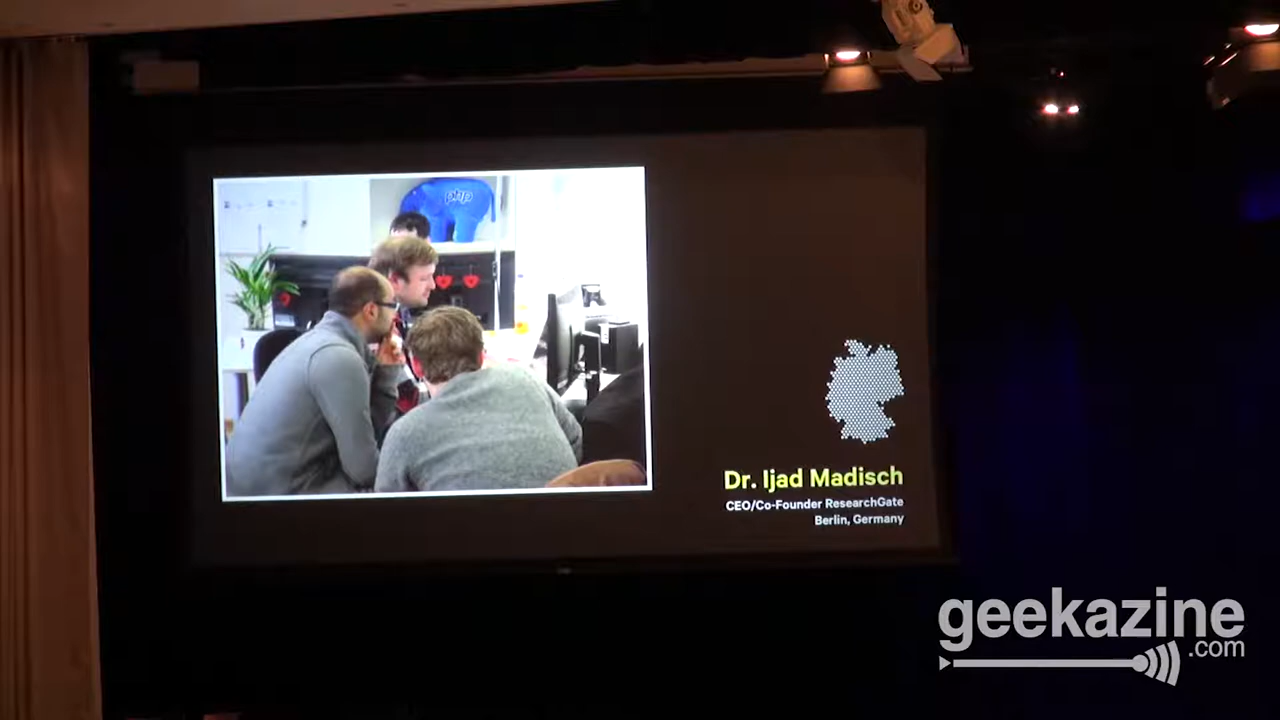 php
Dr. Ijad Madisch
CEO/Co-Founder ResearchGate
Berlin, Germany
geekazine
.com